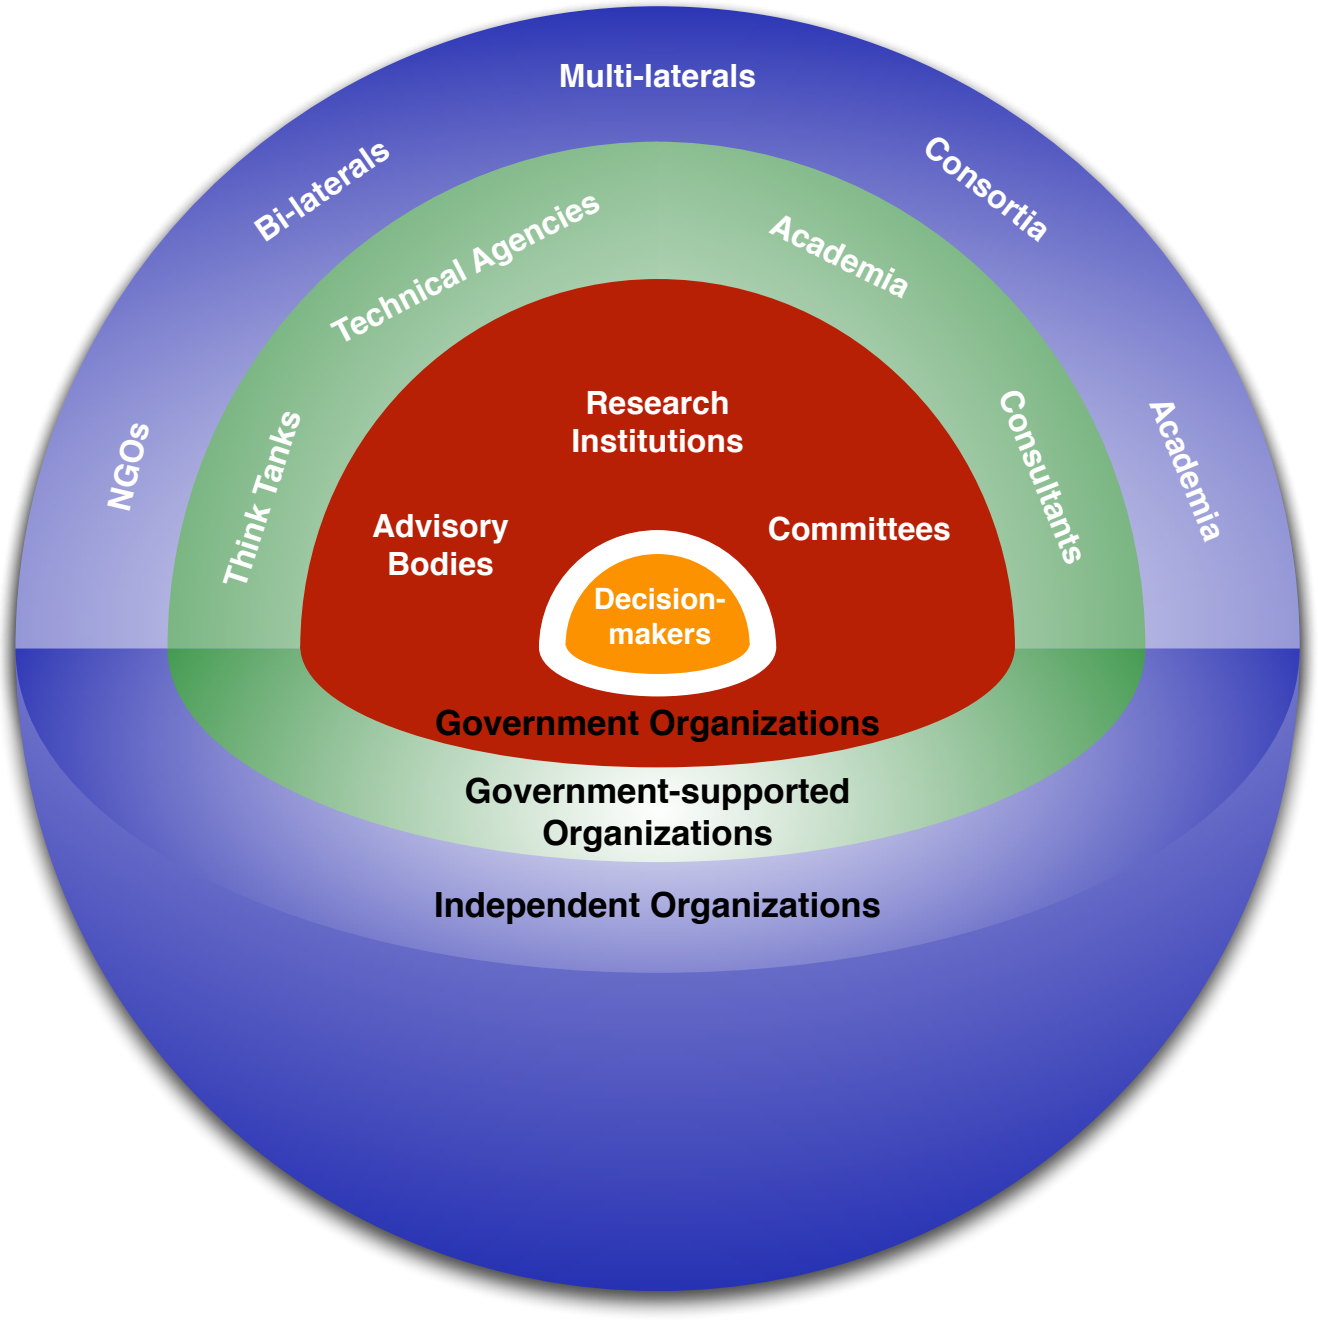 Multi-laterals
Bi-laterals
Consortia
NGOs
Academia
Technical Agencies
Academia
Think Tanks
Consultants
Research
Institutions
Advisory
Bodies
Committees
Decision-
makers
Government Organizations
Government-supported
Organizations
Independent Organizations